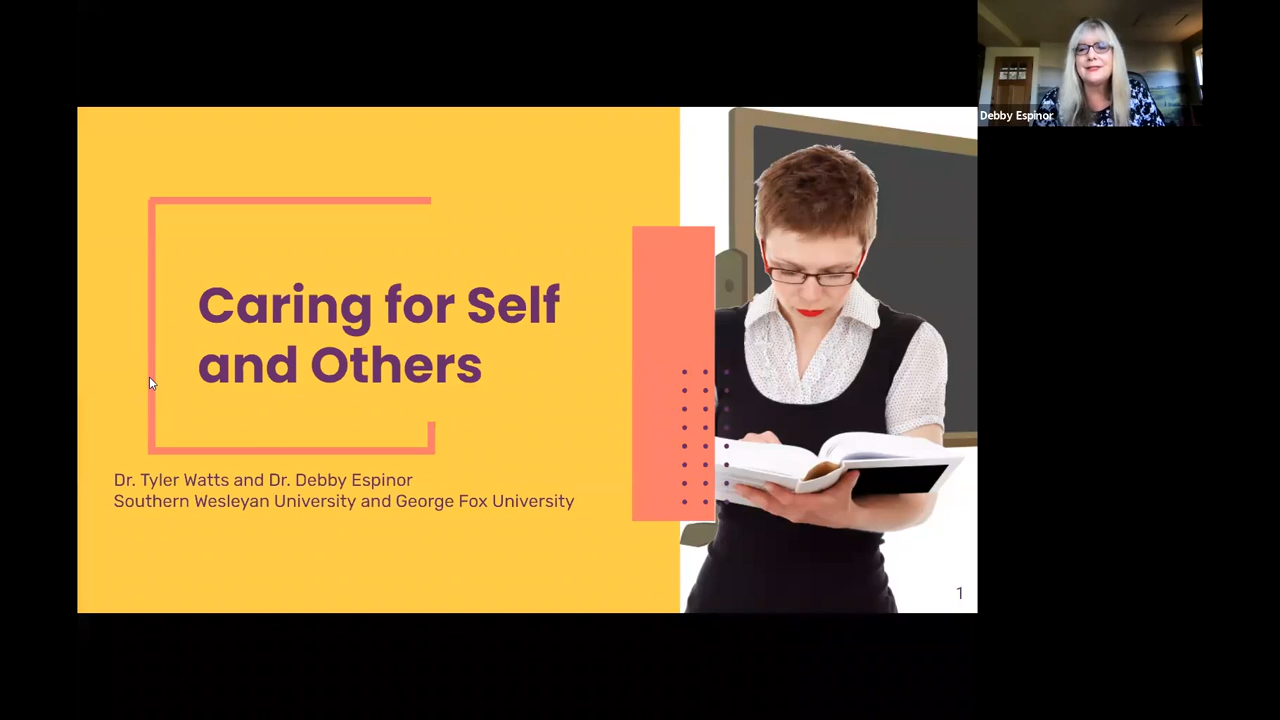 Debby Espinor
Caring for Self
and Others
Dr. Tyler Watts and Dr. Debby Espinor
Southern Wesleyan University and George Fox University
1